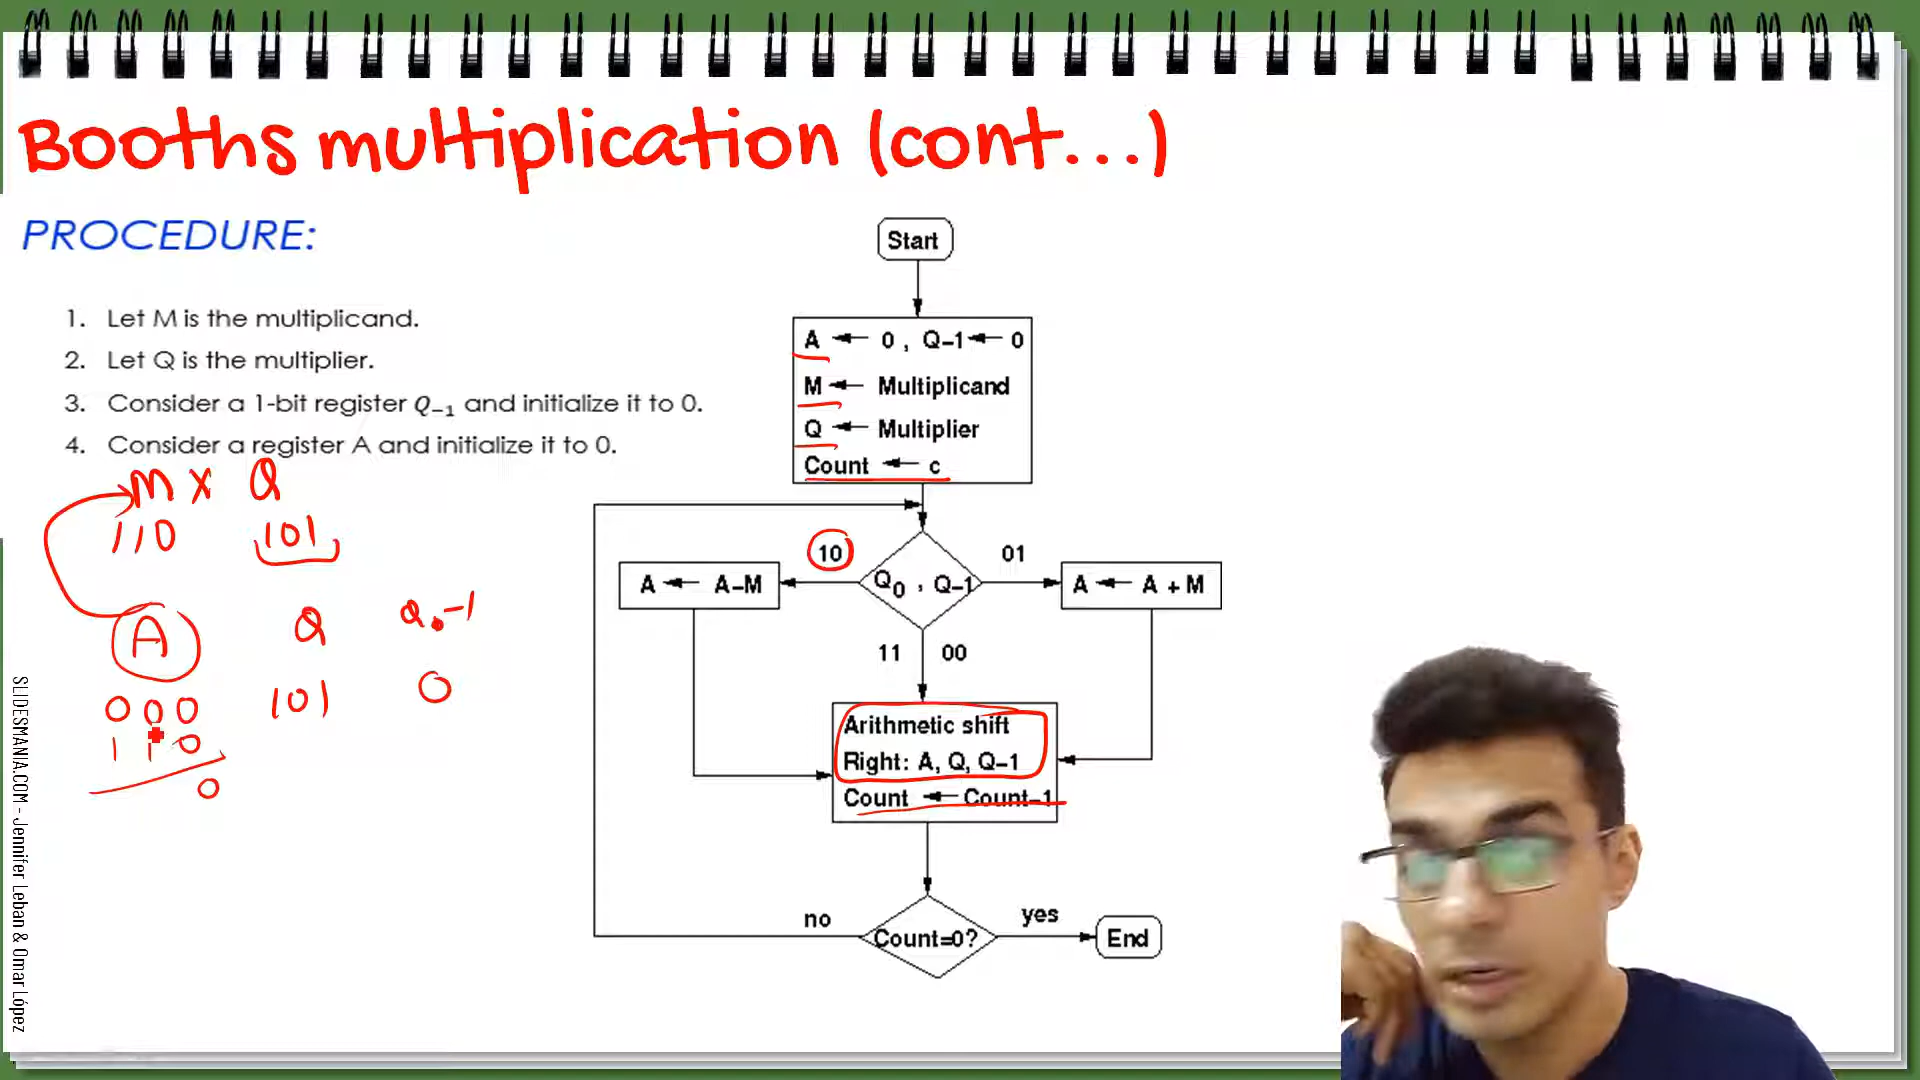 Booths multiplication (cont...)
PROCEDURE:
1. Let M is the multiplicand.
2. Let Q is the multiplier.
3. Consider a 1-bit register Q₋₁ and initialize it to 0.
4. Consider a register A and initialize it to 0.
M x Q
110 101
A Q Q₀-1
000 101 0
110
0
Start
A ← 0 , Q-1 ← 0
M ← Multiplicand
Q ← Multiplier
Count ← c
10
01
A ← A-M
Q₀ , Q-1
A ← A + M
11
00
Arithmetic shift
Right: A, Q, Q-1
Count ← Count-1
no
yes
Count=0?
End
SLIDESMANIA.COM - Jennifer Leban & Omar López